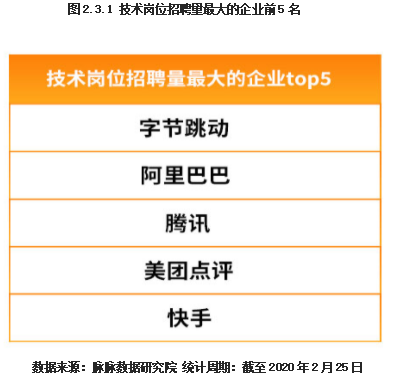 图2.3.1 技术岗位招聘量最大的企业前5名
技术岗位招聘量最大的企业top5
字节跳动
阿里巴巴
腾讯
美团点评
快手
数据来源：脉脉数据研究院 统计周期：截至2020年2月25日